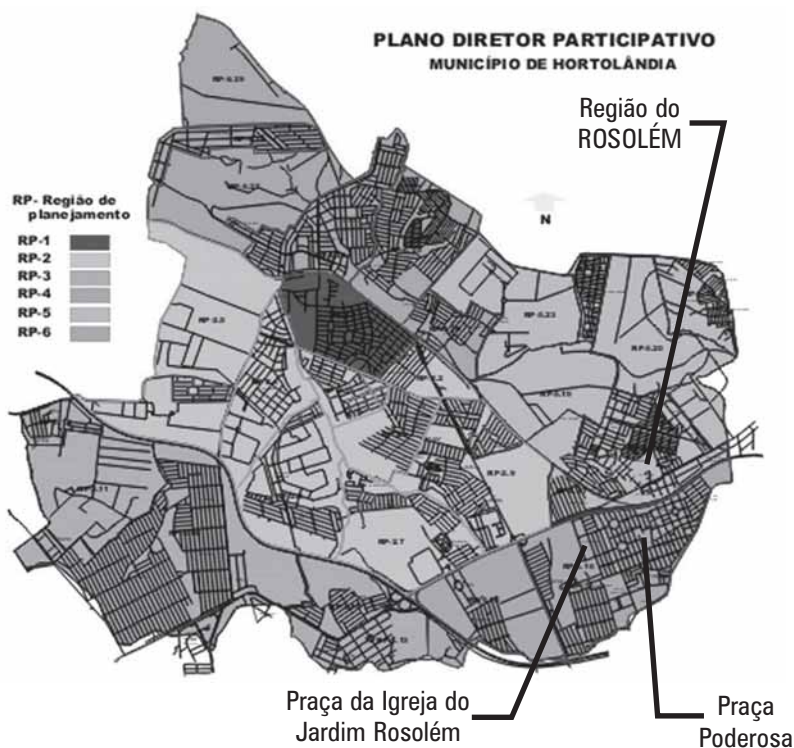 PLANO DIRETOR PARTICIPATIVO
MUNICÍPIO DE HORTOLÂNDIA
Região do
ROSOLÉM
RP- Região de
planejamento
RP-1
RP-2
RP-3
RP-4
RP-5
RP-6
N
Praça da Igreja do
Jardim Rosolém
Praça
Poderosa